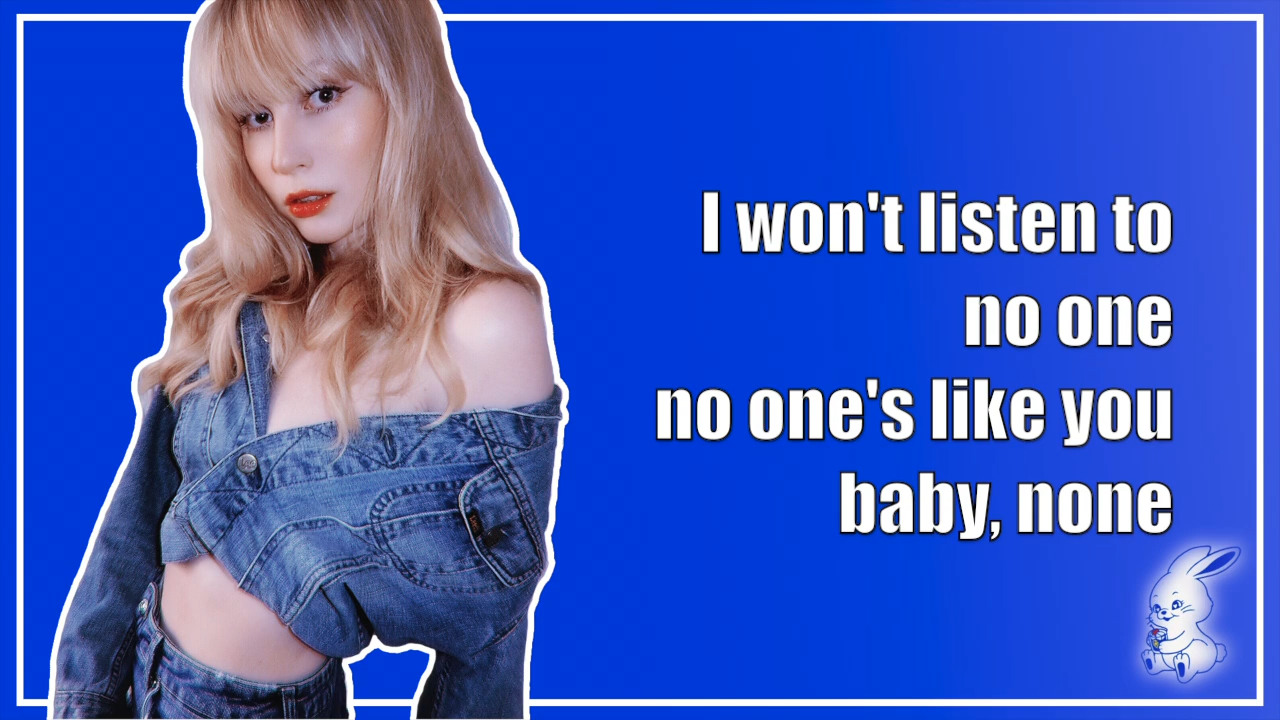 I won't listen to
no one
no one's like you
baby, none